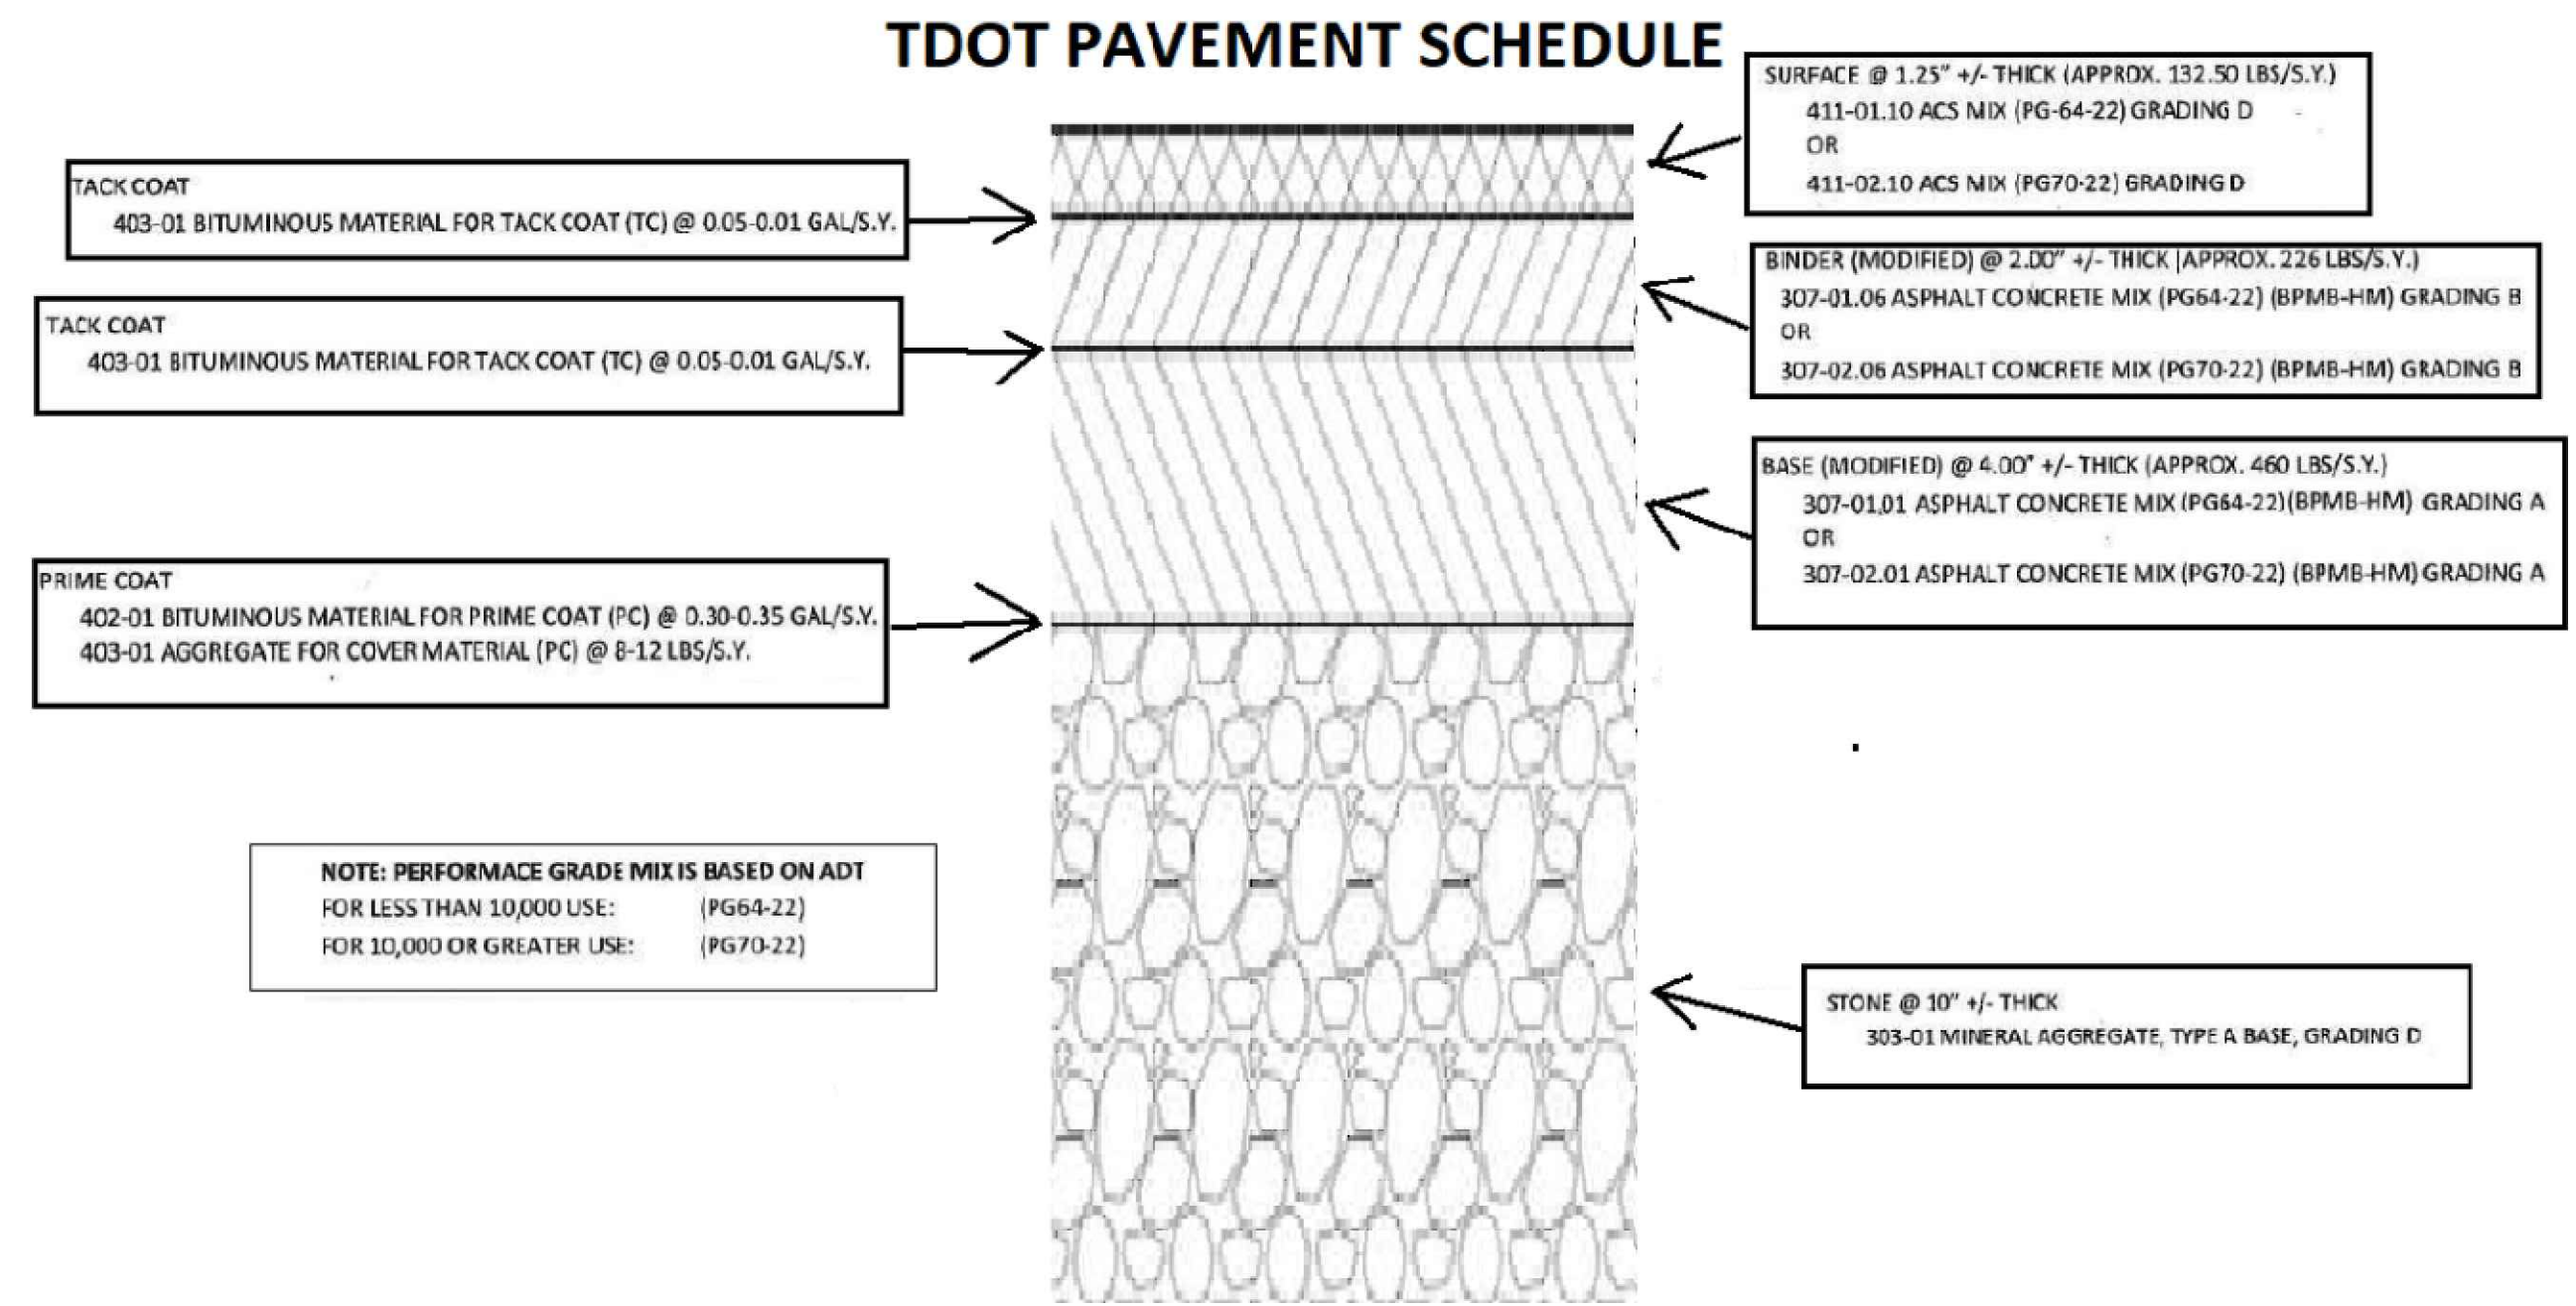 TDOT PAVEMENT SCHEDULE
SURFACE @ 1.25" +/- THICK (APPROX. 132.50 LBS/S.Y.)
411-01.10 ACS MIX (PG-64-22) GRADING D
OR
411-02.10 ACS MIX (PG70-22) GRADING D
TACK COAT
403-01 BITUMINOUS MATERIAL FOR TACK COAT (TC) @ 0.05-0.01 GAL/S.Y.
BINDER (MODIFIED) @ 2.00" +/- THICK (APPROX. 226 LBS/S.Y.)
307-01.06 ASPHALT CONCRETE MIX (PG64-22) (BPMB-HM) GRADING B
OR
307-02.06 ASPHALT CONCRETE MIX (PG70-22) (BPMB-HM) GRADING B
TACK COAT
403-01 BITUMINOUS MATERIAL FOR TACK COAT (TC) @ 0.05-0.01 GAL/S.Y.
BASE (MODIFIED) @ 4.00" +/- THICK (APPROX. 460 LBS/S.Y.)
307-01.01 ASPHALT CONCRETE MIX (PG64-22)(BPMB-HM) GRADING A
OR
307-02.01 ASPHALT CONCRETE MIX (PG70-22) (BPMB-HM) GRADING A
PRIME COAT
402-01 BITUMINOUS MATERIAL FOR PRIME COAT (PC) @ 0.30-0.35 GAL/S.Y.
403-01 AGGREGATE FOR COVER MATERIAL (PC) @ 8-12 LBS/S.Y.
NOTE: PERFORMACE GRADE MIX IS BASED ON ADT
FOR LESS THAN 10,000 USE: (PG64-22)
FOR 10,000 OR GREATER USE: (PG70-22)
STONE @ 10" +/- THICK
303-01 MINERAL AGGREGATE, TYPE A BASE, GRADING D